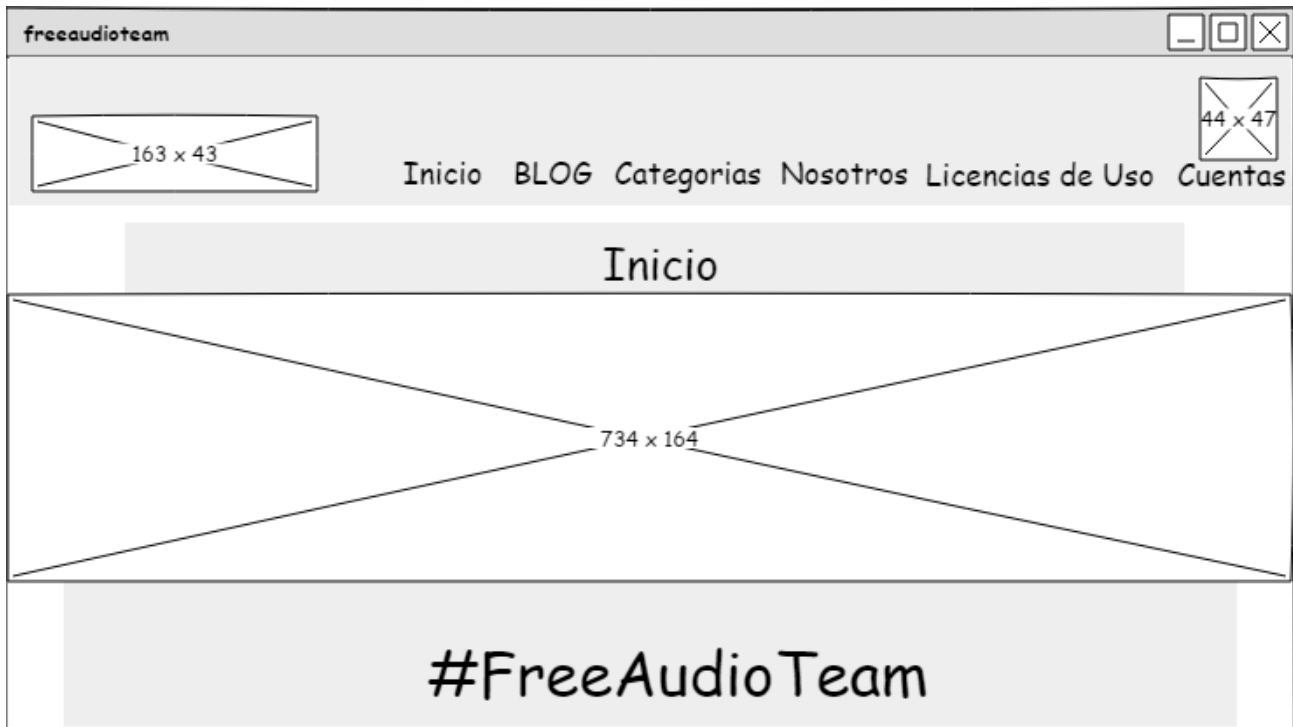 freeaudioteam
44 x 47
163 x 43
Inicio BLOG Categorias Nosotros Licencias de Uso Cuentas
Inicio
734 x 164
#FreeAudioTeam